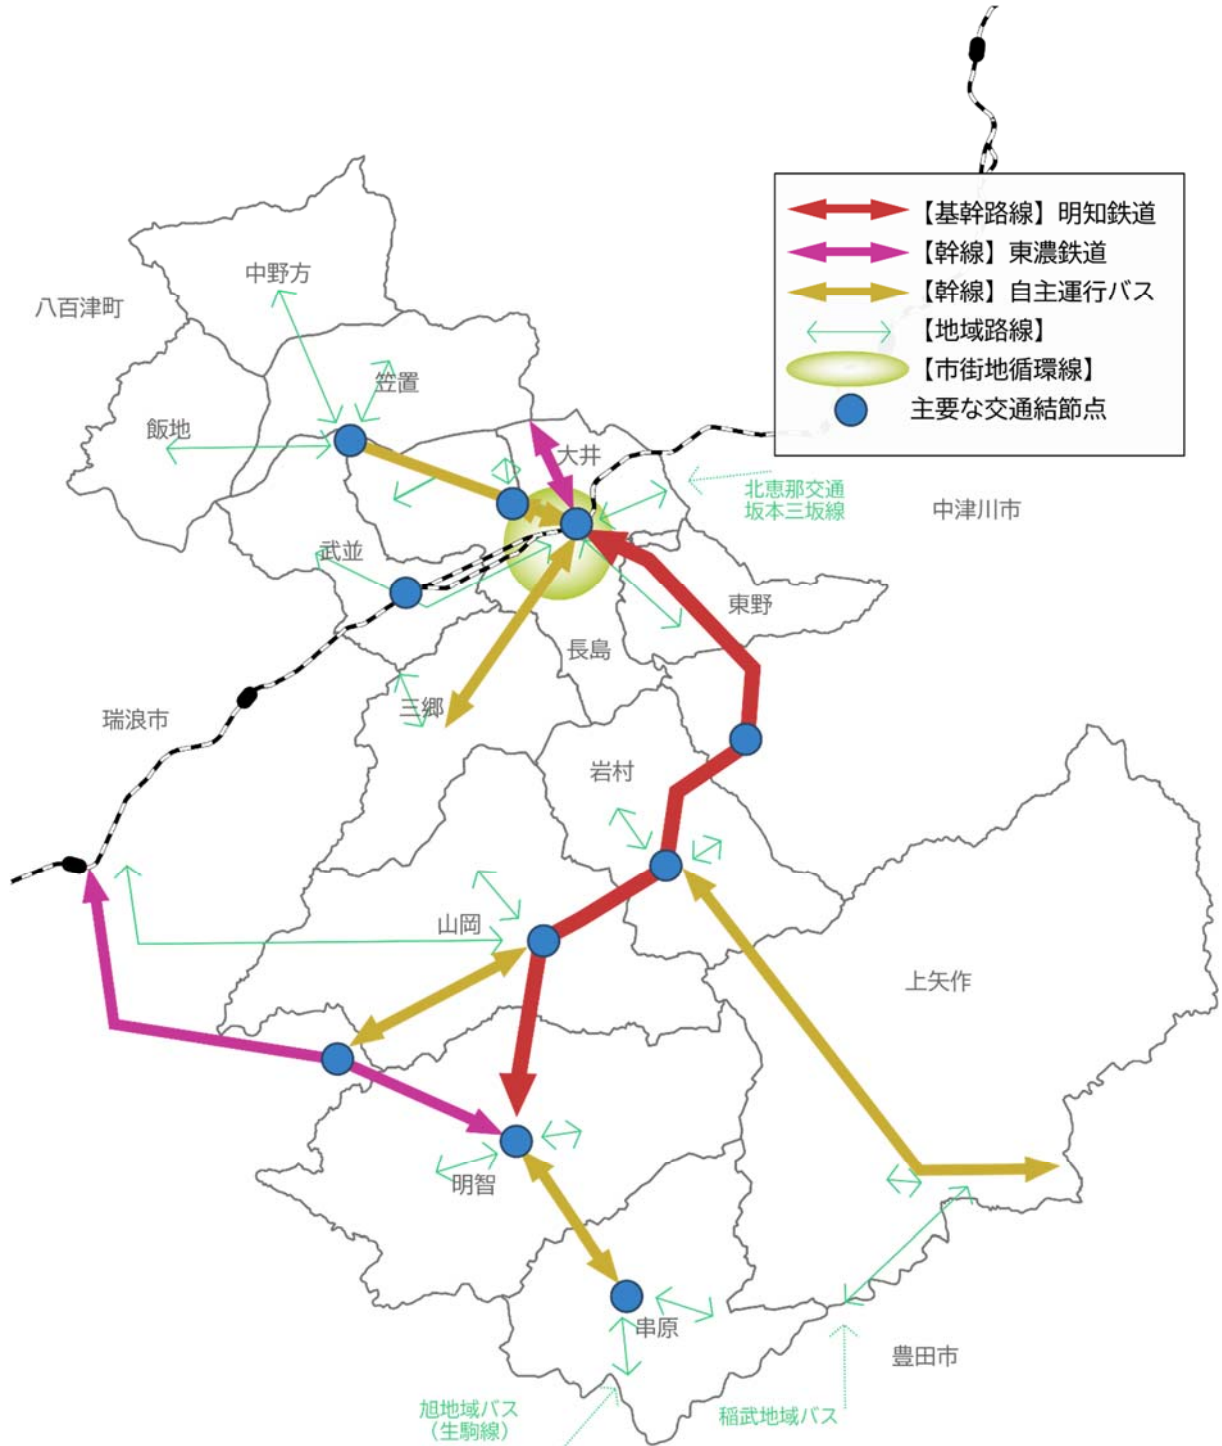 【基幹路線】明知鉄道
【幹線】東濃鉄道
【幹線】自主運行バス
【地域路線】
【市街地循環線】
主要な交通結節点
中野方
八百津町
笠置
飯地
大井
北恵那交通
坂本三坂線
中津川市
武並
東野
長島
三郷
瑞浪市
岩村
山岡
上矢作
明智
串原
豊田市
旭地域バス
（生駒線）
稲武地域バス